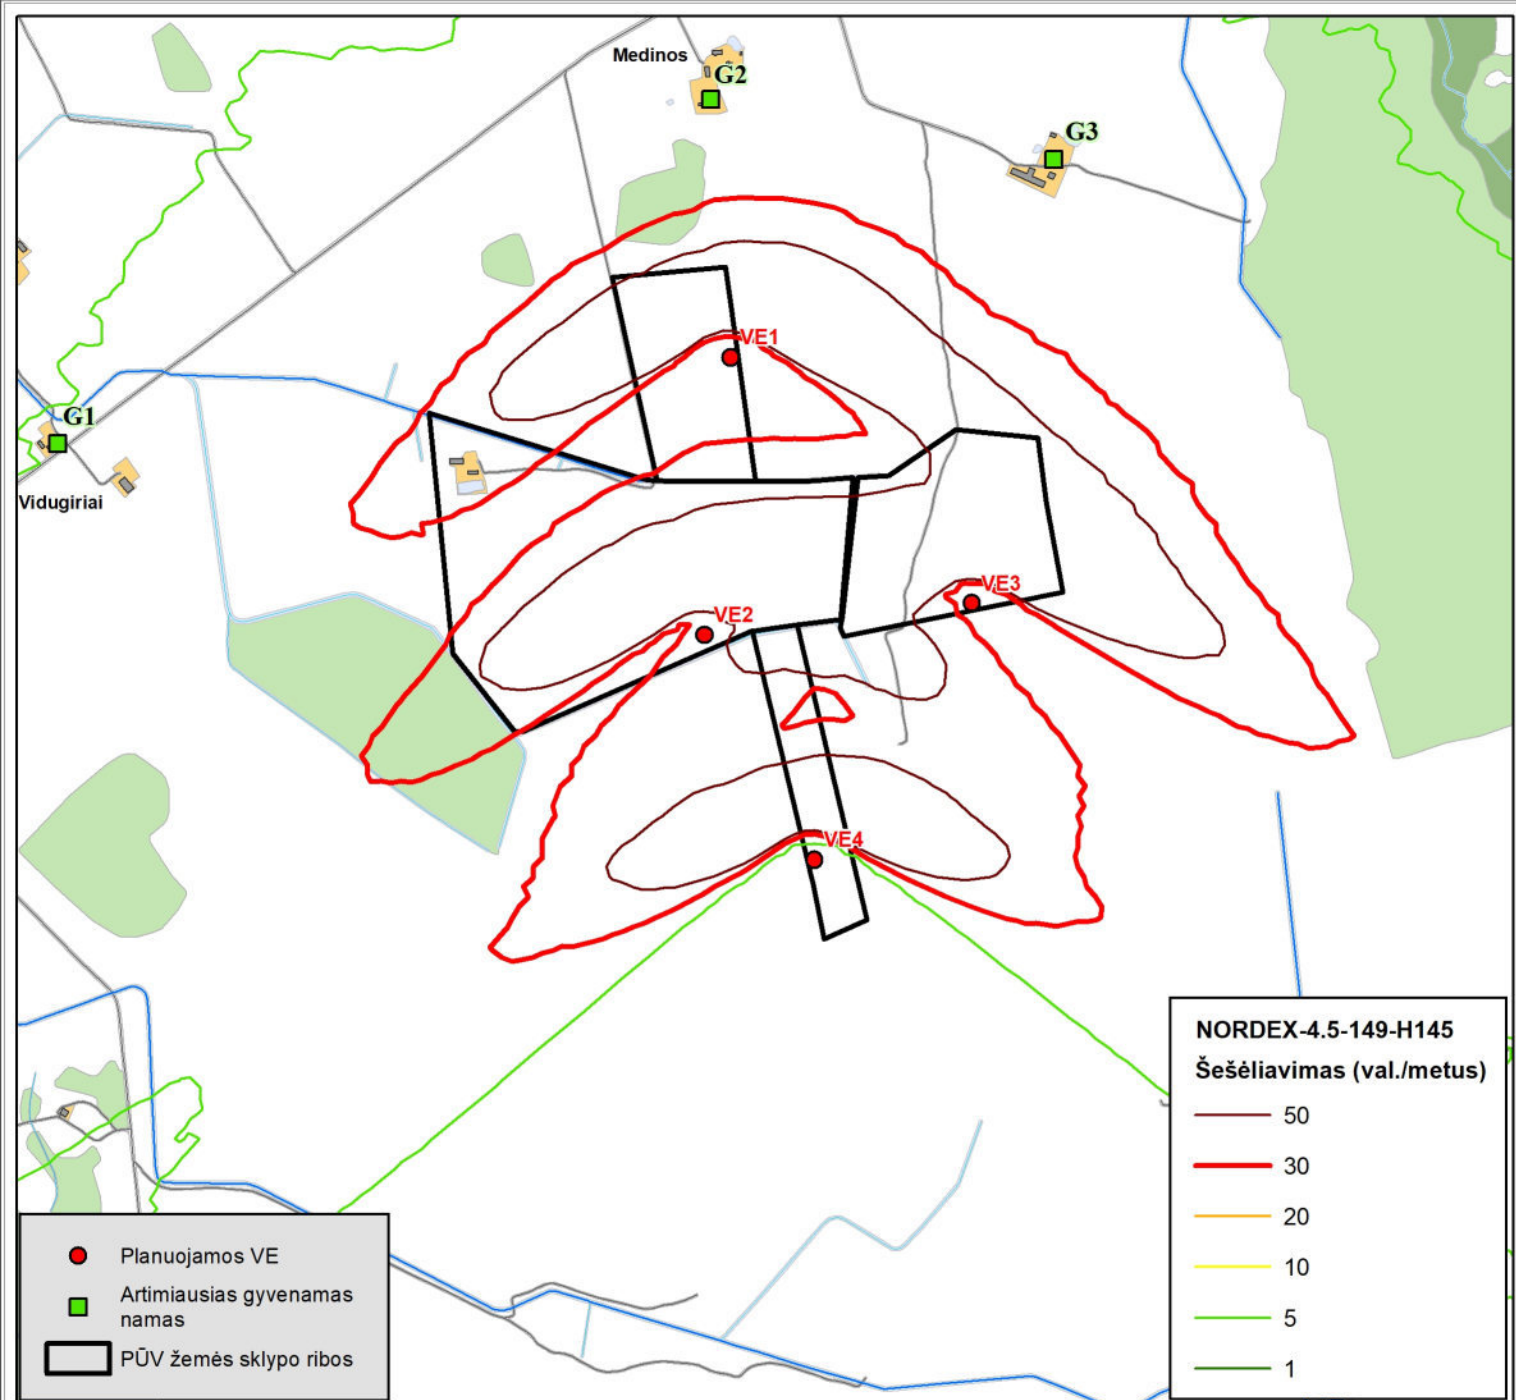 Medinos
G2
G3
VE1
G1
Vidugiriai
VE3
VE2
VE4
NORDEX-4.5-149-H145
Šešėliavimas (val./metus)
50
30
20
10
5
1
Planuojamos VE
Artimiausias gyvenamas
namas
PŪV žemės sklypo ribos